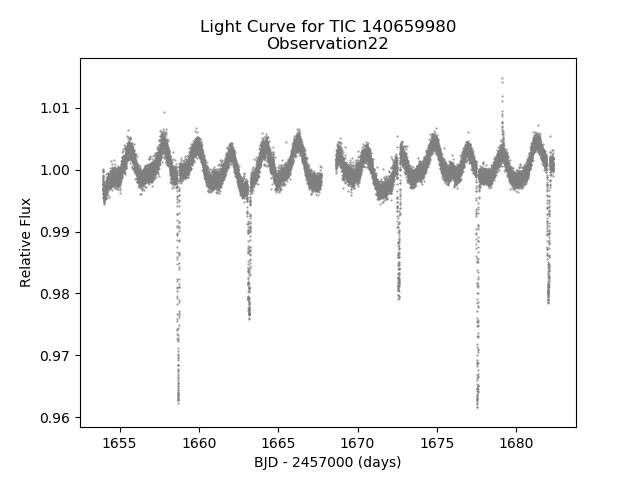 Light Curve for TIC 140659980
Observation22
Relative Flux
1.01
1.00
0.99
0.98
0.97
0.96
1655 1660 1665 1670 1675 1680
BJD - 2457000 (days)